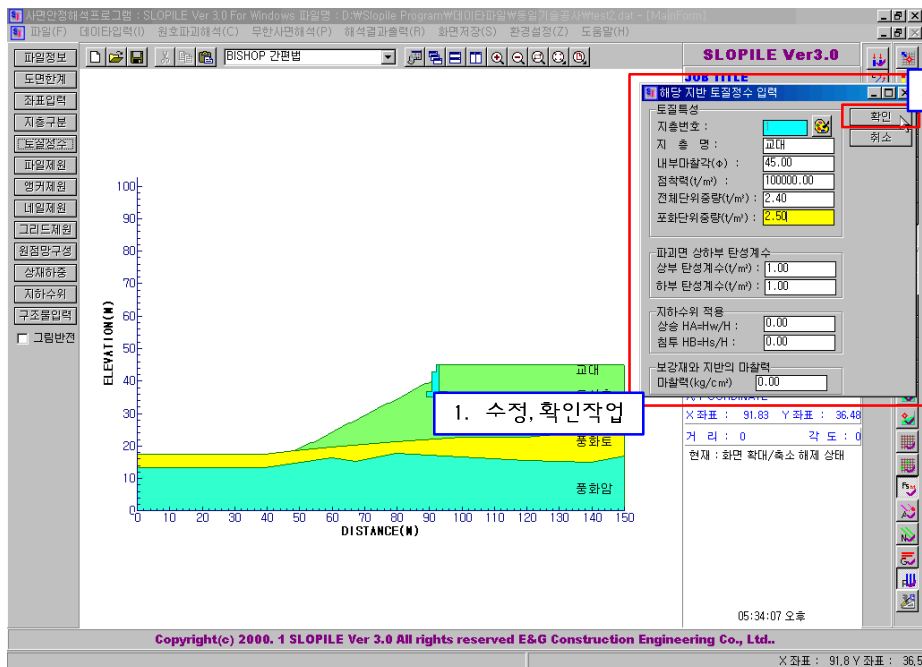 사면안정해석프로그램 : SLOPILE Ver 3,0 For Windows 파일명 : D:₩Slopile Program₩데이타파일₩동일기술공사₩test2.dat - [MainForm]
파일(F) 데이타입력(I) 원호파괴해석(C) 무한사면해석(P) 해석결과출력(R) 화면저장(S) 환경설정(Z) 도움말(H)
파일정보
BISHOP 간편법
SLOPILE Ver3.0
도면한계
JOB TITLE
좌표입력
지층구분
토질정수
파일제원
앵커제원
네일제원
그리드제원
원점망구성
상재하중
지하수위
구조물입력
그림반전
해당 지반 토질정수 입력
토질특성
확인
취소
지층번호 :
지 층 명 : 교대
내부마찰각(Φ) : 45.00
점착력(t/m²) : 100000.00
전체단위중량(t/m³) : 2.40
포화단위중량(t/m³) : 2.50
파괴면 상하부 탄성계수
상부 탄성계수(t/m²) : 1.00
하부 탄성계수(t/m²) : 1.00
지하수위 적용
상승 HA=Hw/H : 0.00
침투 HB=Hs/H : 0.00
보강재와 지반의 마찰력
마찰력(kg/cm²) 0.00
ELEVATION(M)
100
90
80
70
60
50
40
30
20
10
0
교대
1. 수정,확인작업
풍화토
풍화암
0 10 20 30 40 50 60 70 80 90 100 110 120 130 140 150
DISTANCE(M)
X,Y COORDINATE
X 좌표 : 91.83 Y 좌표 : 36.48
거 리 : 0 각 도 : 0
현재 : 화면 확대/축소 해제 상태
05:34:07 오후
Copyright(c) 2000. 1 SLOPILE Ver 3.0 All rights reserved E&G Construction Engineering Co., Ltd..
X 좌표 : 91,8 Y 좌표 : 36,5